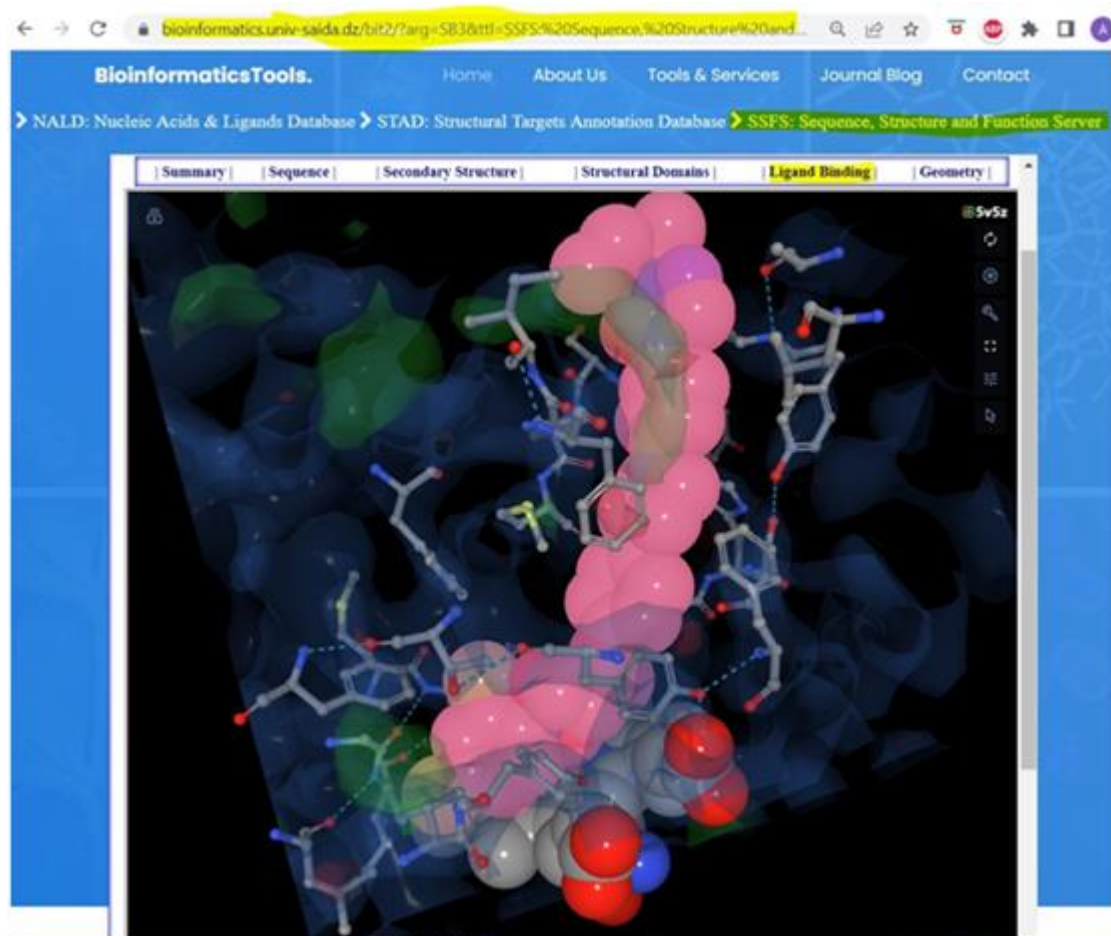 bioinformatics.univ-saida.dz/bit2/?arg=SB3&ttl=SSFS:%20Sequence,%20Structure%20and...
ABP
A
BioinformaticsTools. Home About Us Tools & Services Journal Blog Contact
NALD: Nucleic Acids & Ligands Database STAD: Structural Targets Annotation Database SSFS: Sequence, Structure and Function Server
| Summary | | Sequence | | Secondary Structure | | Structural Domains | | Ligand Binding | | Geometry |
5v5z